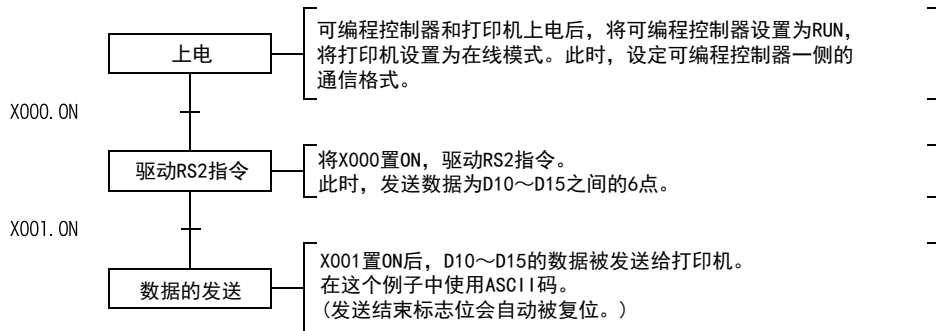 上电
可编程控制器和打印机上电后，将可编程控制器设置为RUN，
将打印机设置为在线模式。此时，设定可编程控制器一侧的
通信格式。
X000.ON
驱动RS2指令
将X000置ON，驱动RS2指令。
此时，发送数据为D10～D15之间的6点。
X001.ON
数据的发送
X001置ON后，D10～D15的数据被发送给打印机。
在这个例子中使用ASCII码。
(发送结束标志位会自动被复位。)